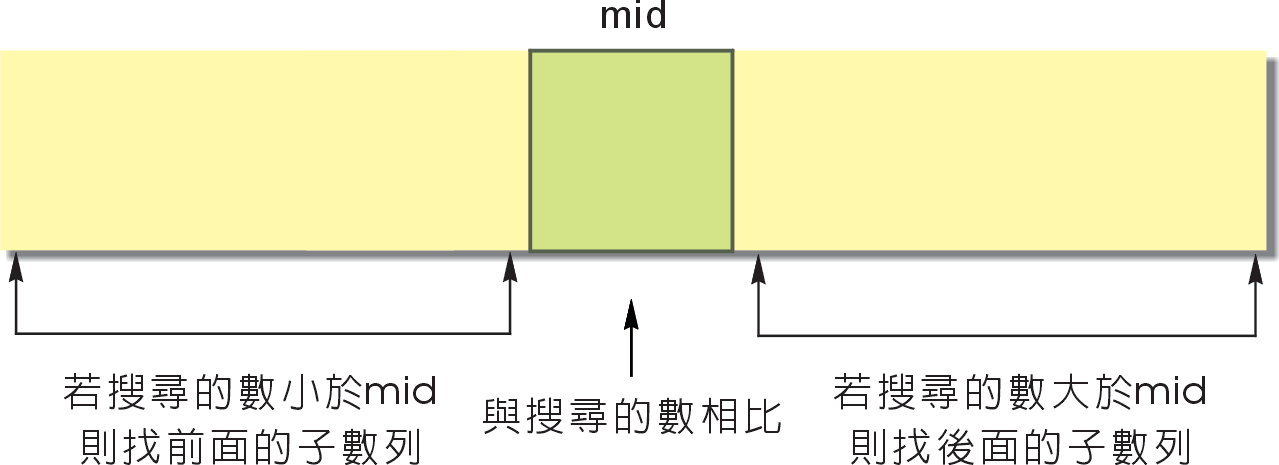 mid
若搜尋的數小於mid
則找前面的子數列
與搜尋的數相比
若搜尋的數大於mid
則找後面的子數列